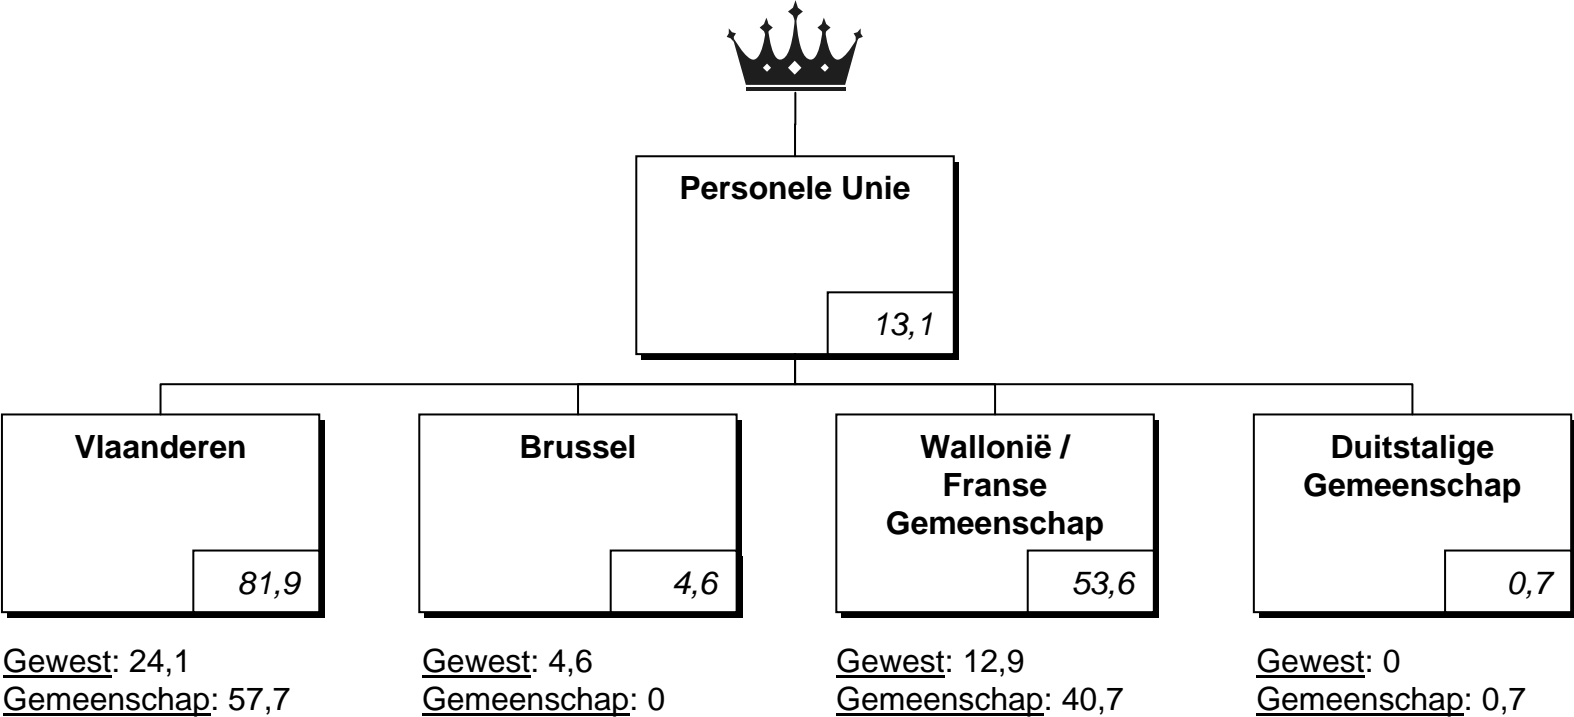 Personele Unie
13,1
Vlaanderen
81,9
Gewest: 24,1
Gemeenschap: 57,7
Brussel
4,6
Gewest: 4,6
Gemeenschap: 0
Wallonië /
Franse
Gemeenschap
53,6
Gewest: 12,9
Gemeenschap: 40,7
Duitstalige
Gemeenschap
0,7
Gewest: 0
Gemeenschap: 0,7